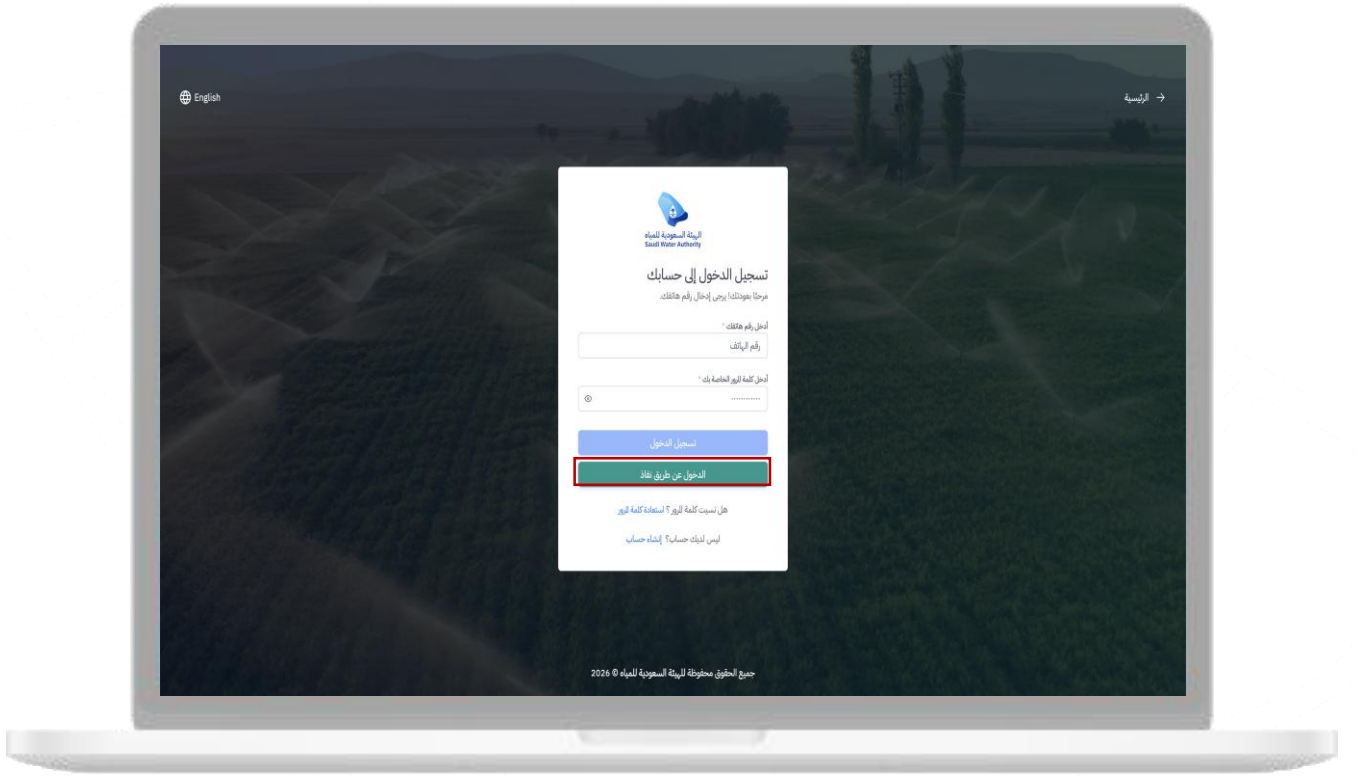 الرئيسية
English
الهيئة السعودية للمياه
Saudi Water Authority
تسجيل الدخول إلى حسابك
مرحبًا بعودتك! يرجى إدخال رقم هاتفك.
أدخل رقم هاتفك *
رقم الهاتف
أدخل كلمة المرور الخاصة بك *
............
تسجيل الدخول
الدخول عن طريق نفاذ
هل نسيت كلمة المرور ؟ استعادة كلمة المرور
ليس لديك حساب؟ إنشاء حساب
جميع الحقوق محفوظة للهيئة السعودية للمياه © 2026